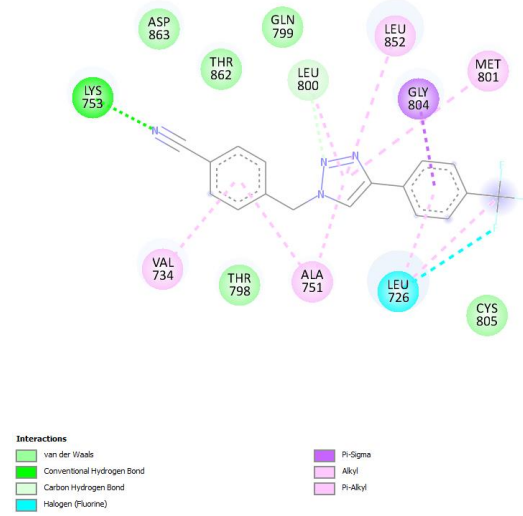 ASP
863
GLN
799
LEU
852
THR
862
LEU
800
MET
801
LYS
753
GLY
804
N
N
N
N
VAL
734
THR
798
ALA
751
LEU
726
CYS
805
Interactions
van der Waals
Conventional Hydrogen Bond
Carbon Hydrogen Bond
Halogen (Fluorine)
Pi-Sigma
Alkyl
Pi-Alkyl